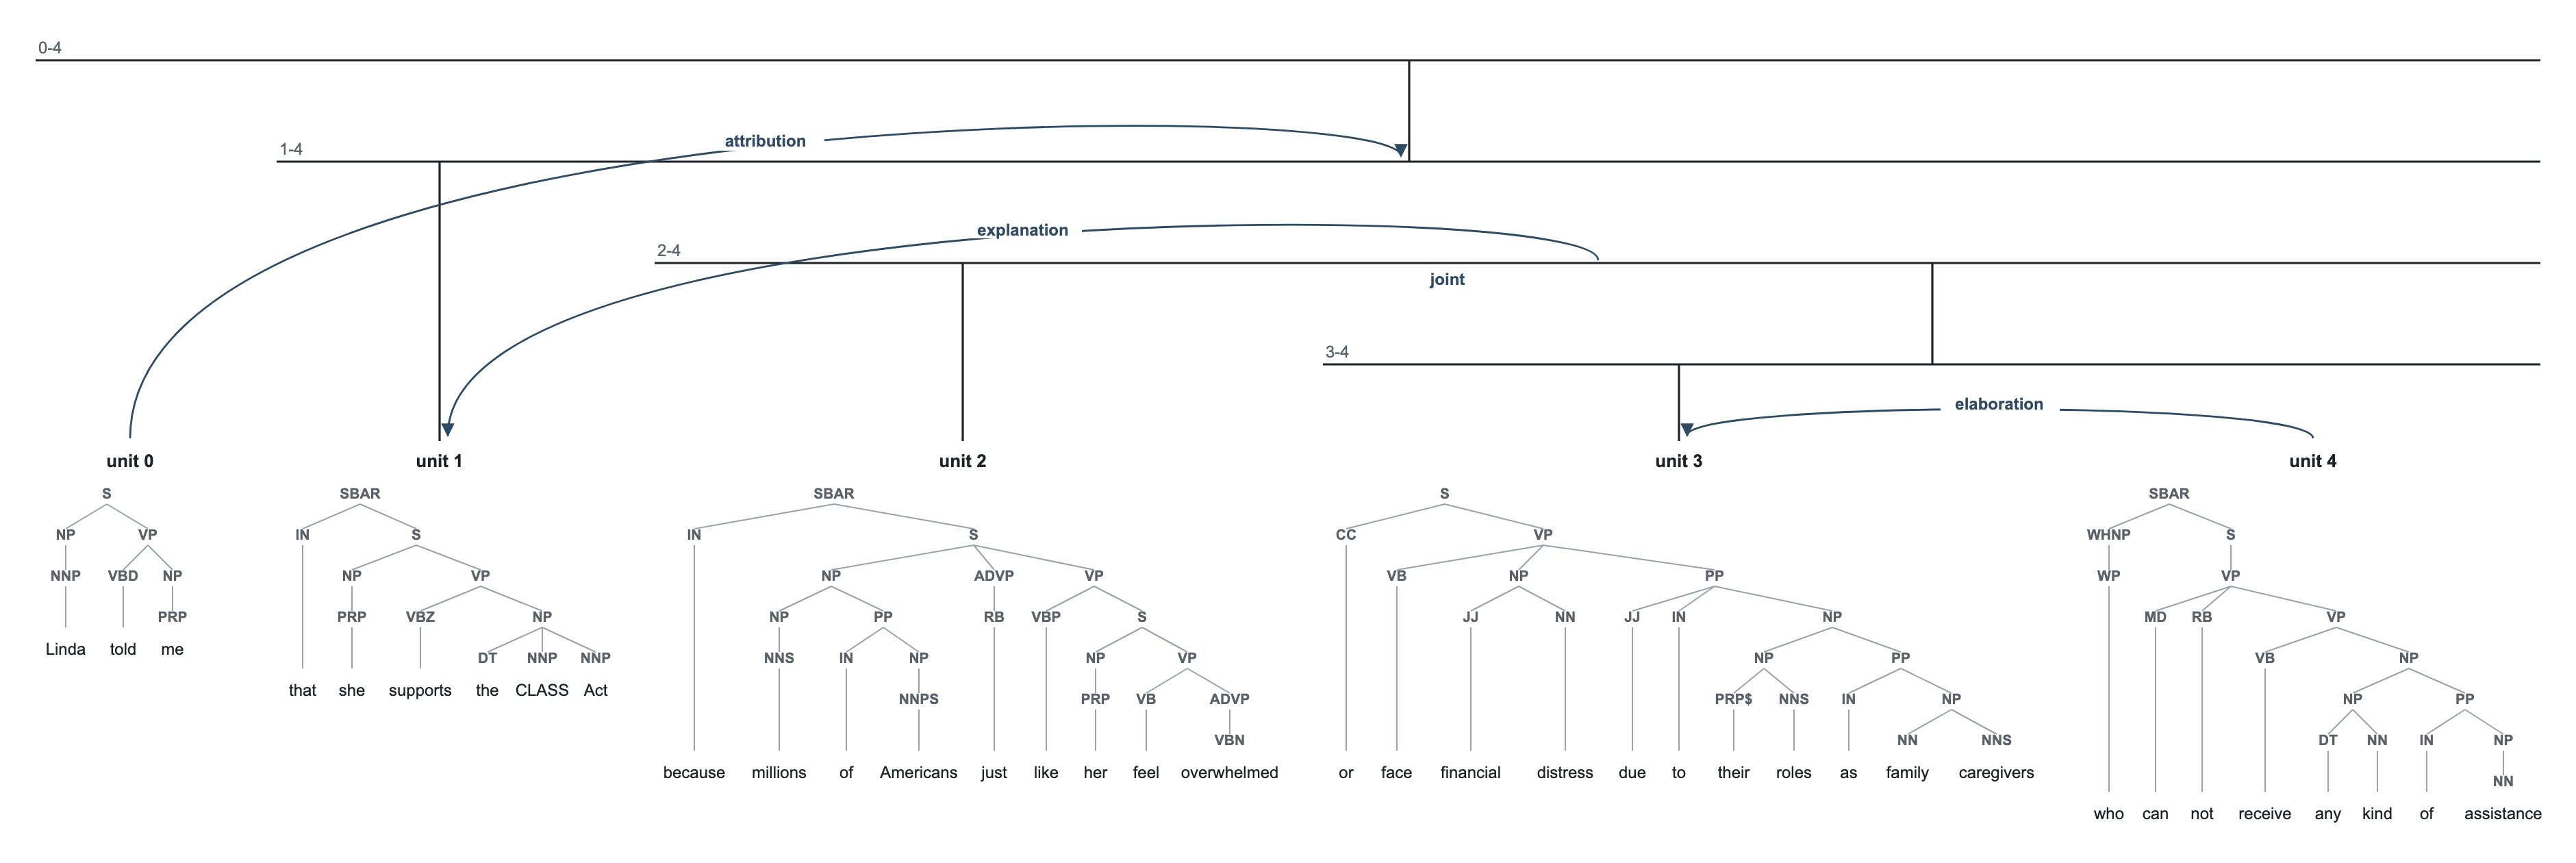 0-4
attribution
1-4
explanation
2-4
joint
3-4
elaboration
unit 0 unit 1 unit 2 unit 3 unit 4
S SBAR SBAR S SBAR
NP VP IN S IN S CC VP WHNP S
NNP VBD NP NP VP NP ADVP VP VB NP PP WP VP
PRP PRP VBZ NP NP PP RB VBP S JJ NN JJ IN NP MD RB VP
Linda told me DT NNP NNP NNS IN NP NP VP NP PP VB NP
that she supports the CLASS Act NNPS PRP VB ADVP PRP$ NNS IN NP NP PP
VBN NN NNS DT NN IN NP
because millions of Americans just like her feel overwhelmed or face financial distress due to their roles as family caregivers NN
who can not receive any kind of assistance